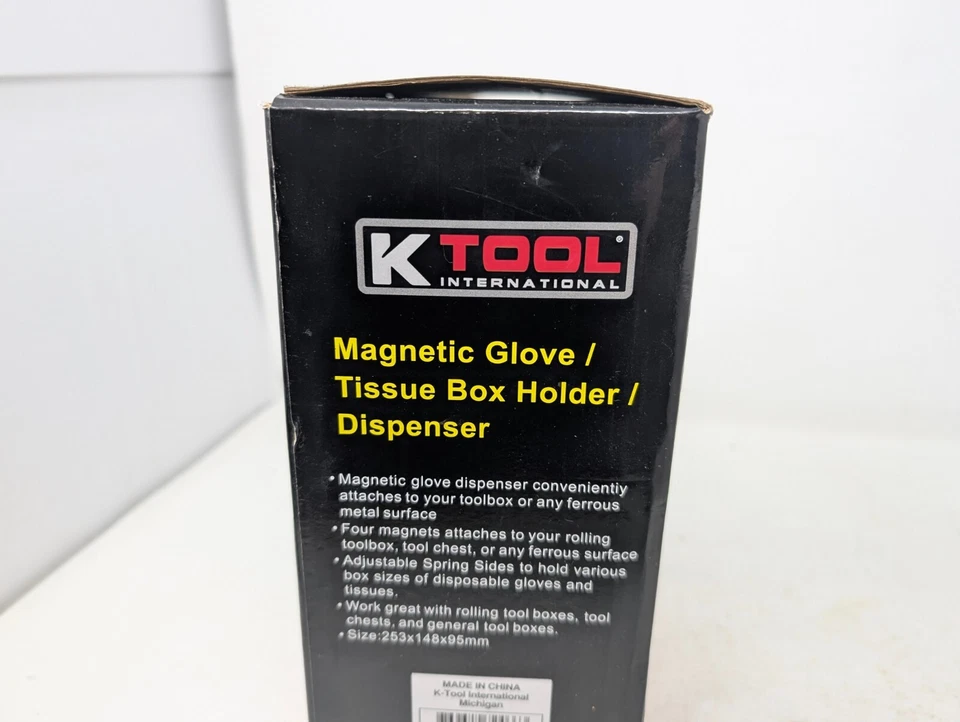 K TOOL®
INTERNATIONAL
Magnetic Glove /
Tissue Box Holder /
Dispenser
• Magnetic glove dispenser conveniently
attaches to your toolbox or any ferrous
metal surface
• Four magnets attaches to your rolling
toolbox, tool chest, or any ferrous surface
• Adjustable Spring Sides to hold various
box sizes of disposable gloves and
tissues.
• Work great with rolling tool boxes, tool
chests, and general tool boxes.
• Size:253x148x95mm
MADE IN CHINA
K-Tool International
Michigan